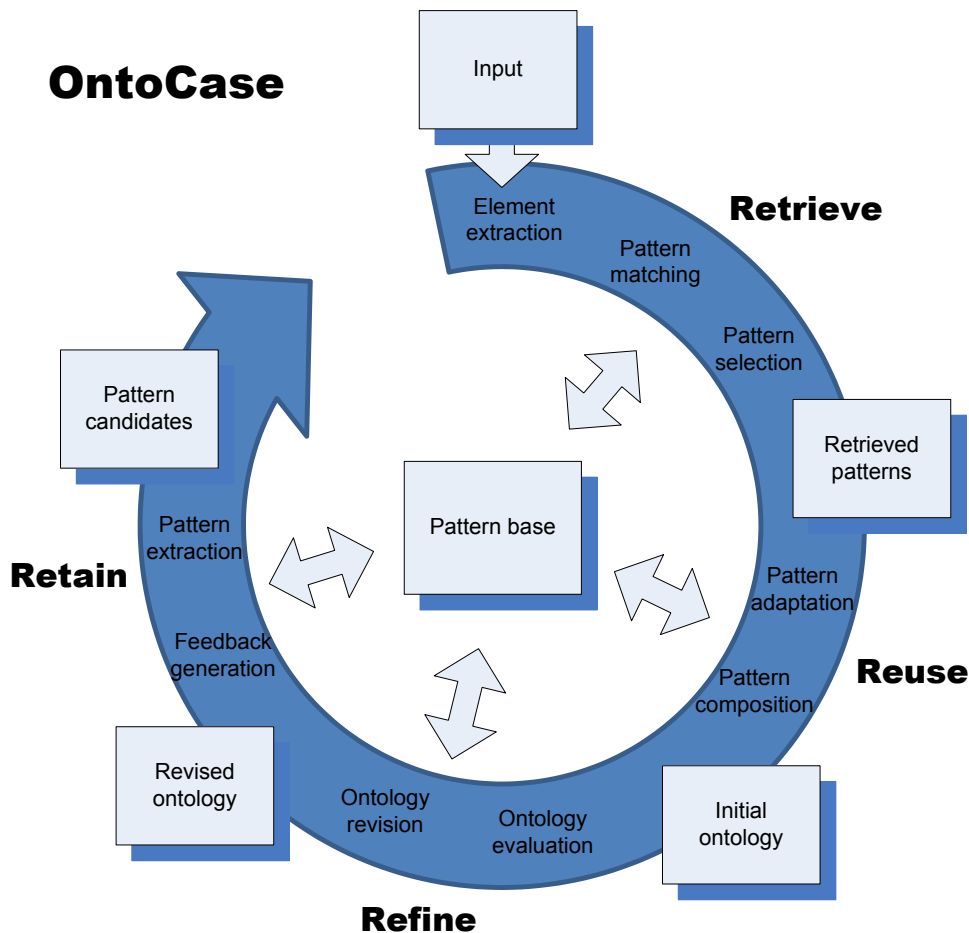 OntoCase
Input
Element
extraction
Retrieve
Pattern
matching
Pattern
selection
Retrieved
patterns
Pattern
adaptation
Reuse
Pattern
composition
Initial
ontology
Ontology
evaluation
Refine
Ontology
revision
Revised
ontology
Feedback
generation
Retain
Pattern
extraction
Pattern
candidates
Pattern base